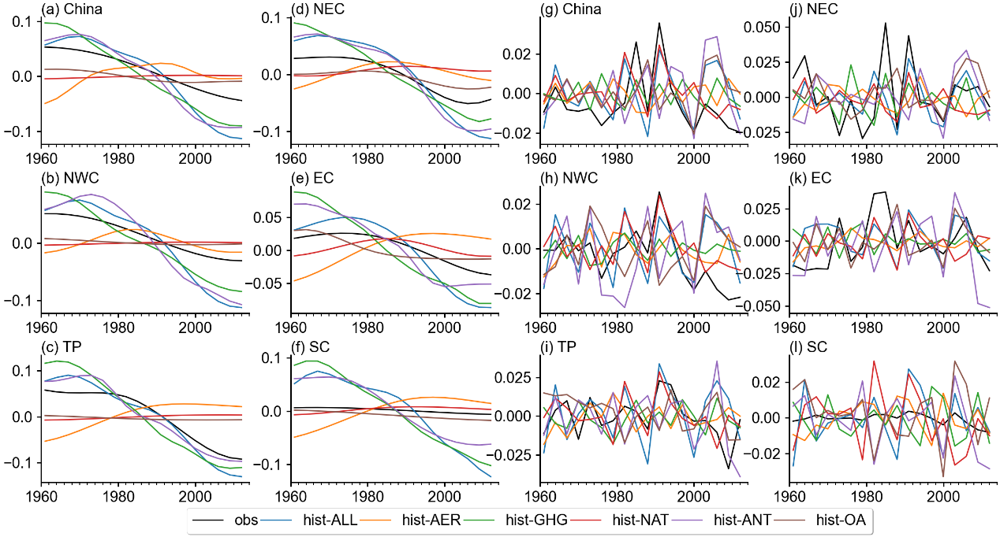 (a) China
0.1
0.0
−0.1
1960 1980 2000
(d) NEC
0.1
0.0
−0.1
1960 1980 2000
(g) China
0.02
0.00
−0.02
1960 1980 2000
(j) NEC
0.050
0.025
0.000
−0.025
1960 1980 2000
(b) NWC
0.0
−0.1
1960 1980 2000
(e) EC
0.05
0.00
−0.05
1960 1980 2000
(h) NWC
0.02
0.00
−0.02
1960 1980 2000
(k) EC
0.025
0.000
−0.025
−0.050
1960 1980 2000
(c) TP
0.1
0.0
−0.1
1960 1980 2000
(f) SC
0.1
0.0
−0.1
1960 1980 2000
(i) TP
0.025
0.000
−0.025
1960 1980 2000
(l) SC
0.02
0.00
−0.02
1960 1980 2000
obs hist-ALL hist-AER hist-GHG hist-NAT hist-ANT hist-OA